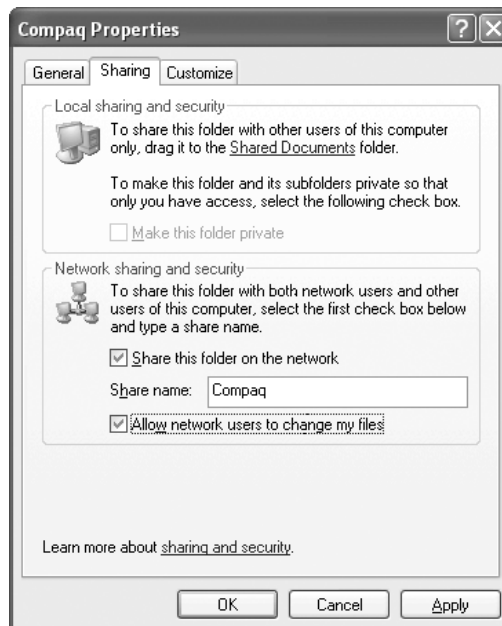 Compaq Properties
General Sharing Customize
Local sharing and security
To share this folder with other users of this computer
only, drag it to the Shared Documents folder.
To make this folder and its subfolders private so that
only you have access, select the following check box.
Make this folder private
Network sharing and security
To share this folder with both network users and other
users of this computer, select the first check box below
and type a share name.
Share this folder on the network
Share name: Compaq
Allow network users to change my files
Learn more about sharing and security.
OK Cancel Apply